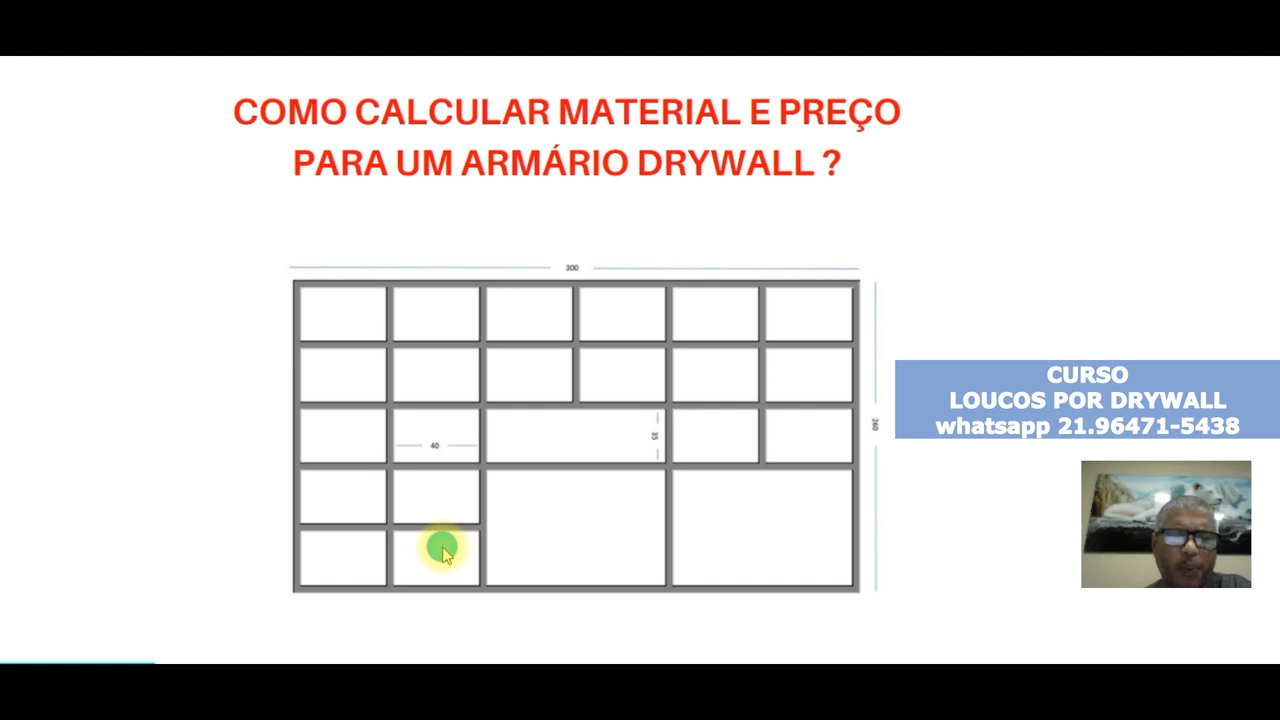 COMO CALCULAR MATERIAL E PREÇO
PARA UM ARMÁRIO DRYWALL ?
300
CURSO
LOUCOS POR DRYWALL
whatsapp 21.96471-5438
260
35
40